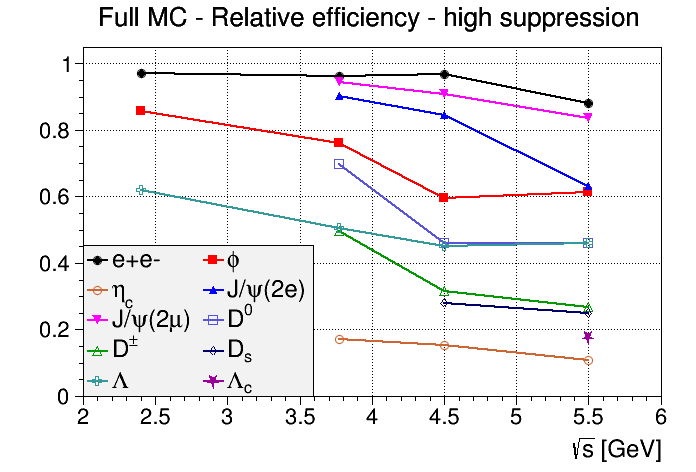 Full MC - Relative efficiency - high suppression
1
0.8
0.6
0.4
0.2
0
e+e- ϕ
η_c J/ψ(2e)
J/ψ(2μ) D^0
D^± D_s
Λ Λ_c
2 2.5 3 3.5 4 4.5 5 5.5 6
√s [GeV]